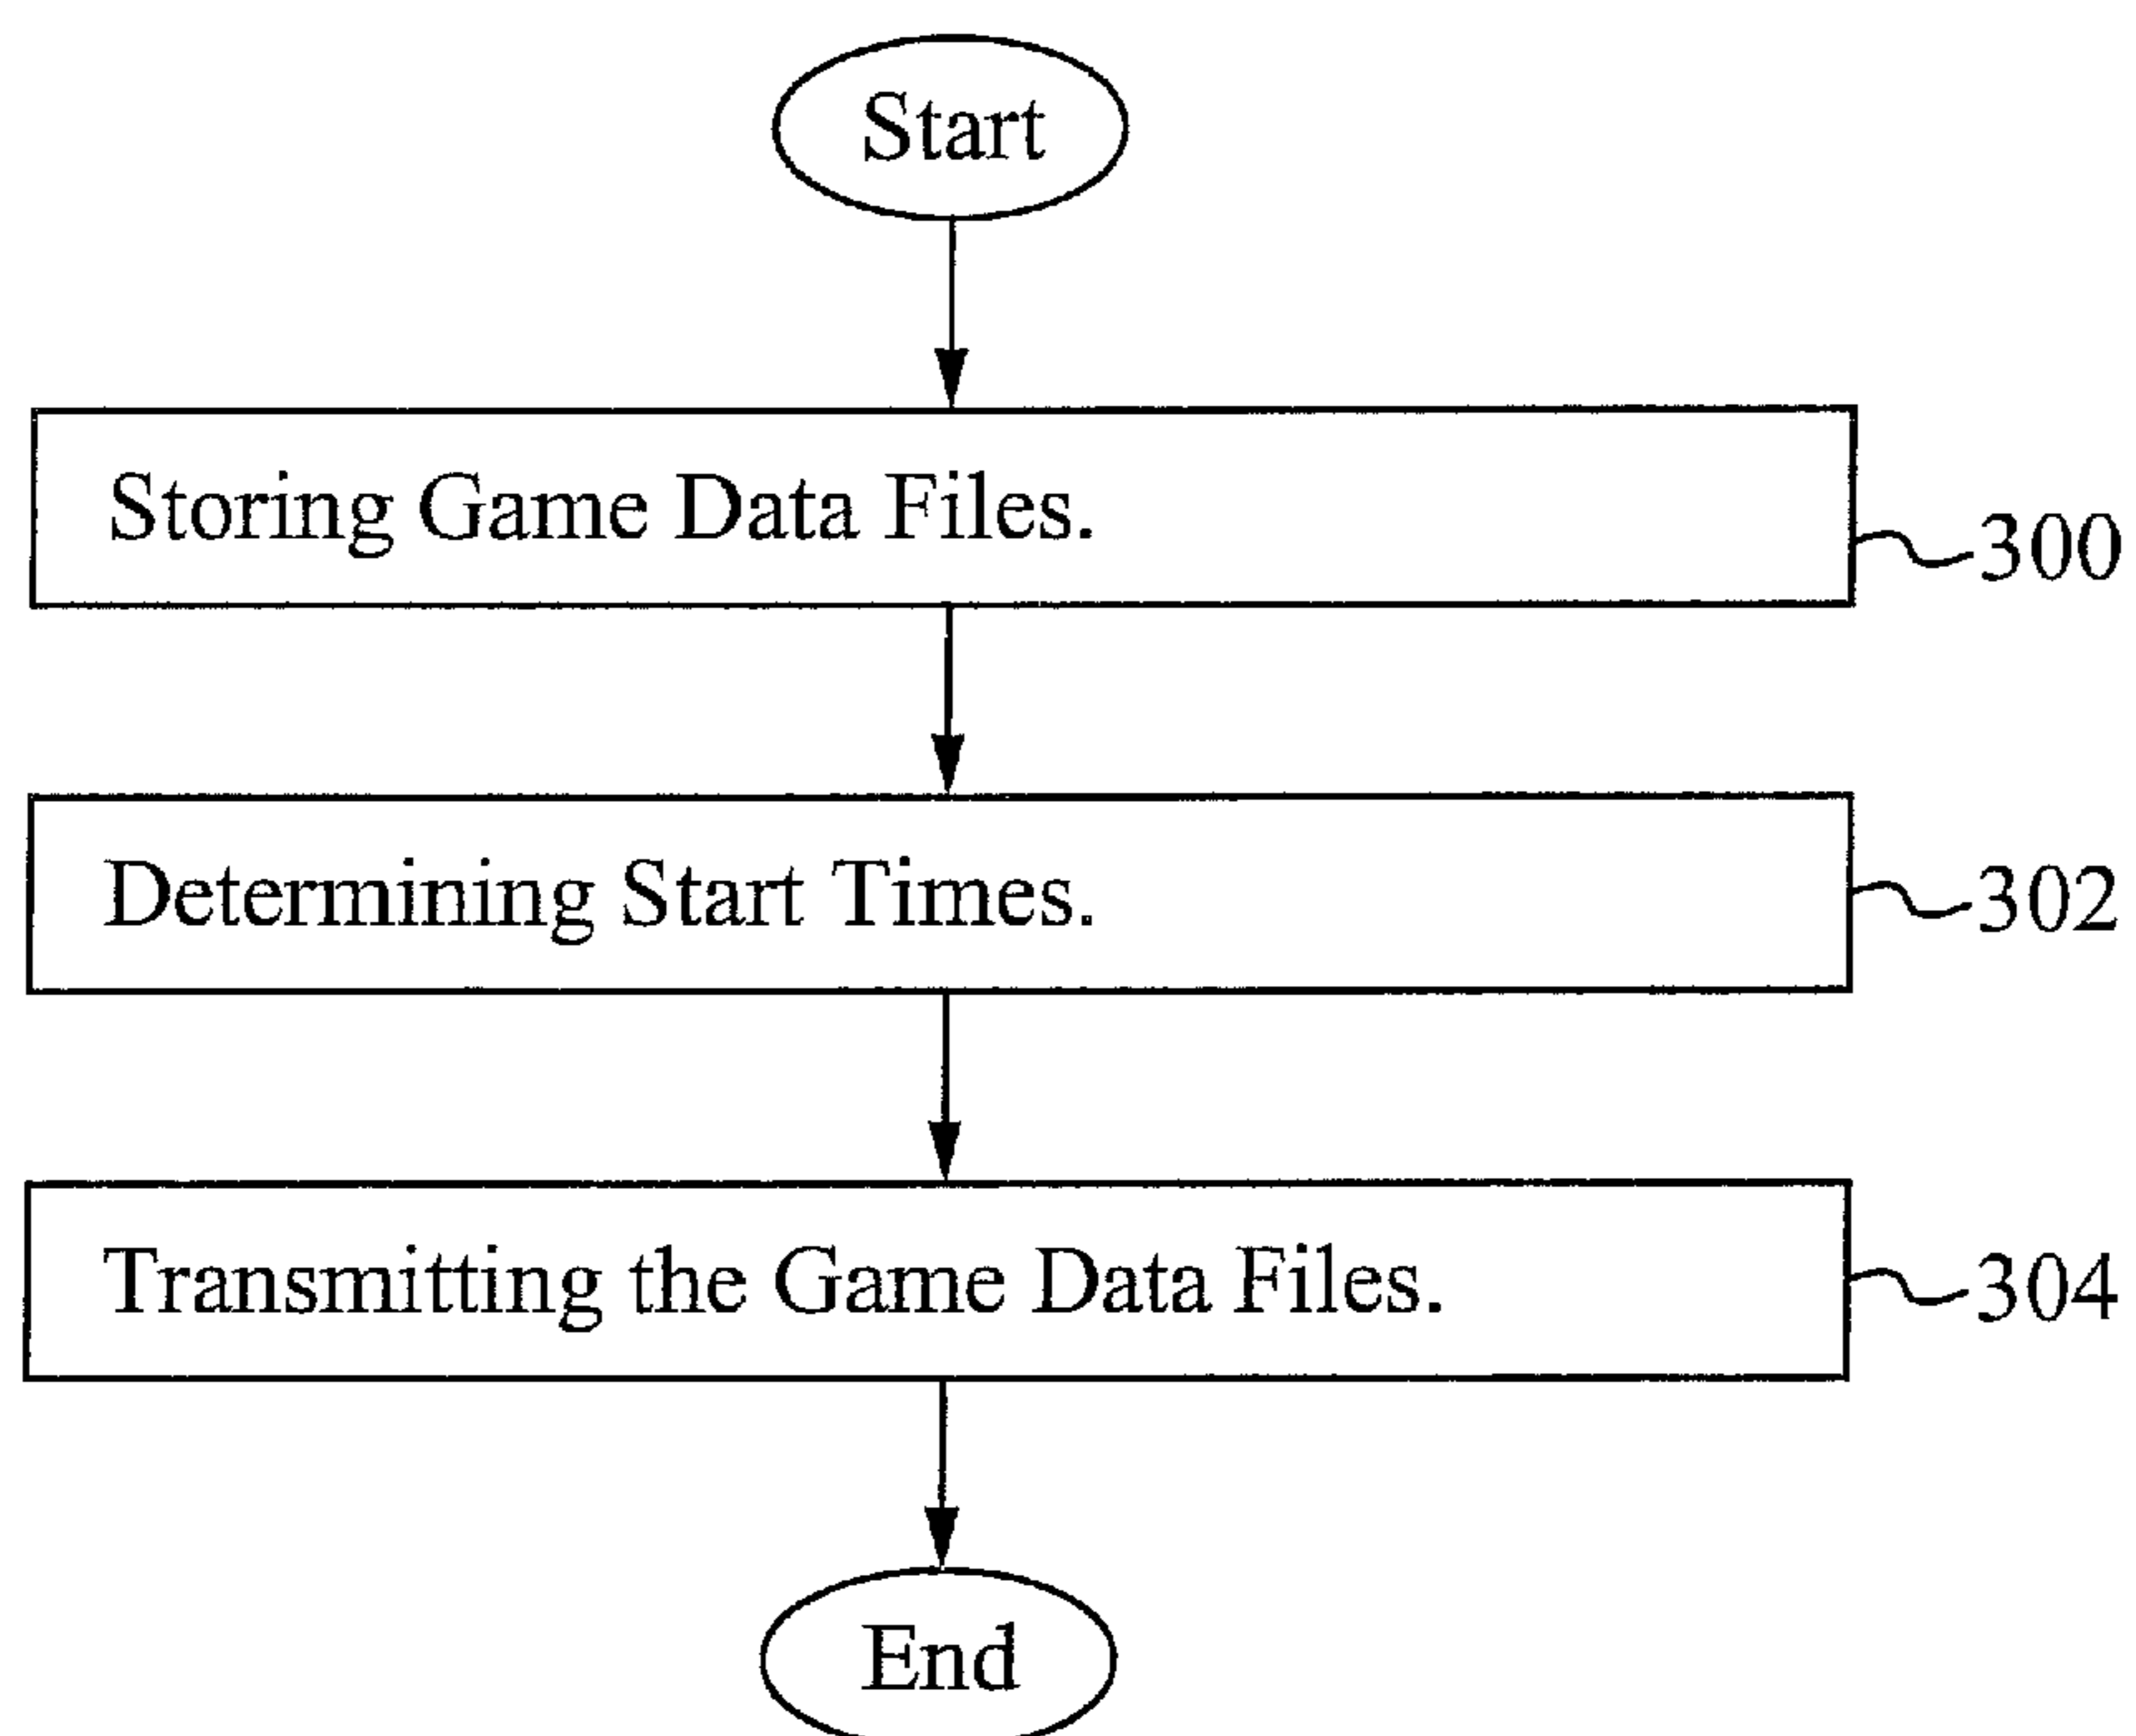 Start
Storing Game Data Files.
300
Determining Start Times.
302
Transmitting the Game Data Files.
304
End